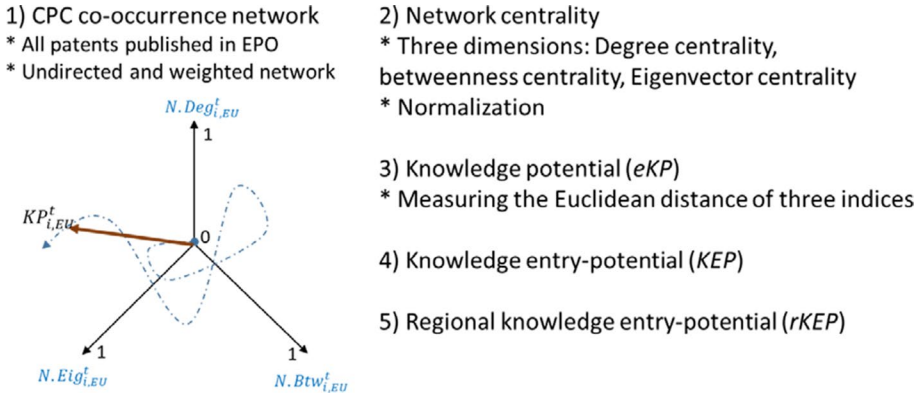 1) CPC co-occurrence network
* All patents published in EPO
* Undirected and weighted network
N.Deg^t_{i,EU}
1
KP^t_{i,EU}
0
1
N.Eig^t_{i,EU}
1
N.Btw^t_{i,EU}
2) Network centrality
* Three dimensions: Degree centrality,
betweenness centrality, Eigenvector centrality
* Normalization
3) Knowledge potential (eKP)
* Measuring the Euclidean distance of three indices
4) Knowledge entry-potential (KEP)
5) Regional knowledge entry-potential (rKEP)